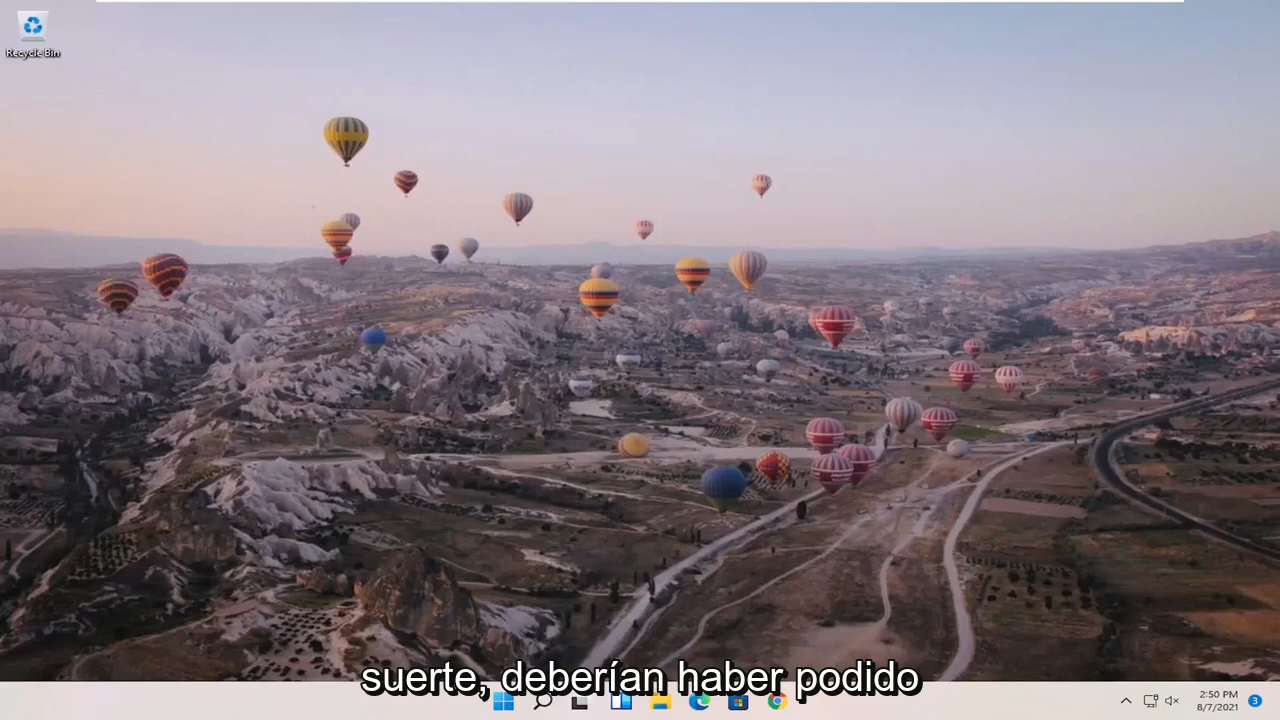 Recycle Bin
suerte, deberían haber podido
2:50 PM
8/7/2021
3